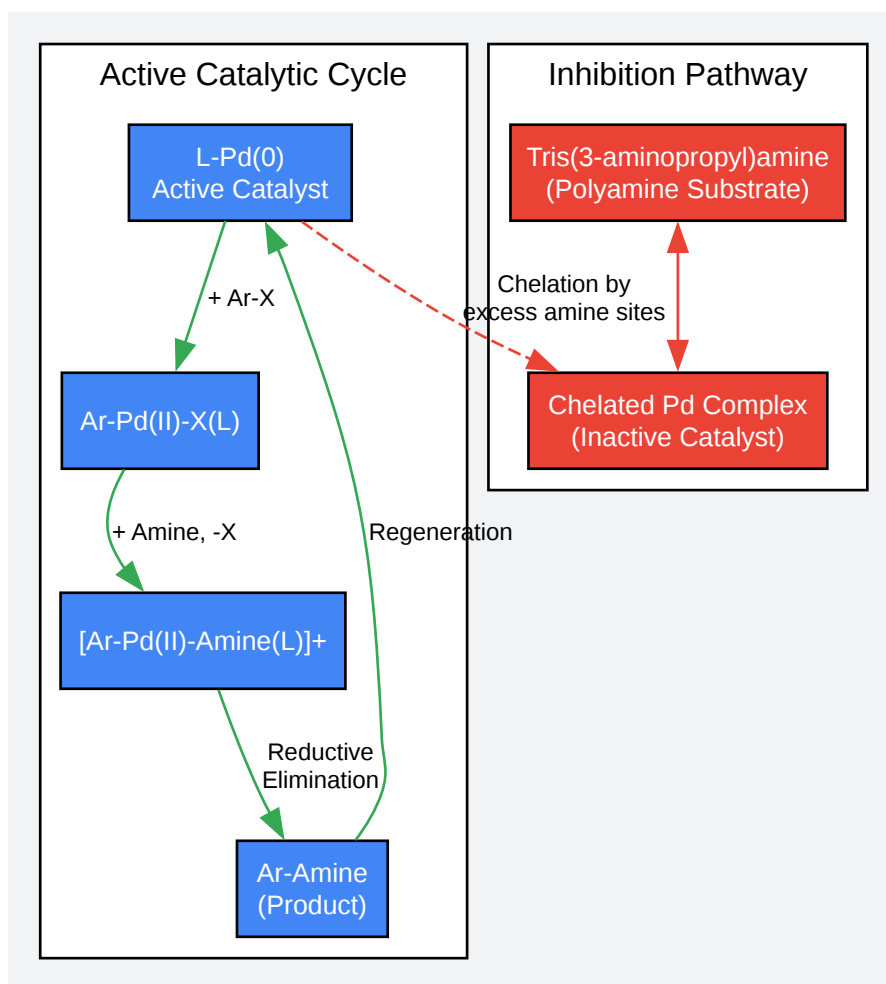 Active Catalytic Cycle
L-Pd(0)
Active Catalyst
+ Ar-X
Ar-Pd(II)-X(L)
+ Amine, -X
[Ar-Pd(II)-Amine(L)]+
Reductive
Elimination
Ar-Amine
(Product)
Regeneration
Inhibition Pathway
Tris(3-aminopropyl)amine
(Polyamine Substrate)
Chelation by
excess amine sites
Chelated Pd Complex
(Inactive Catalyst)